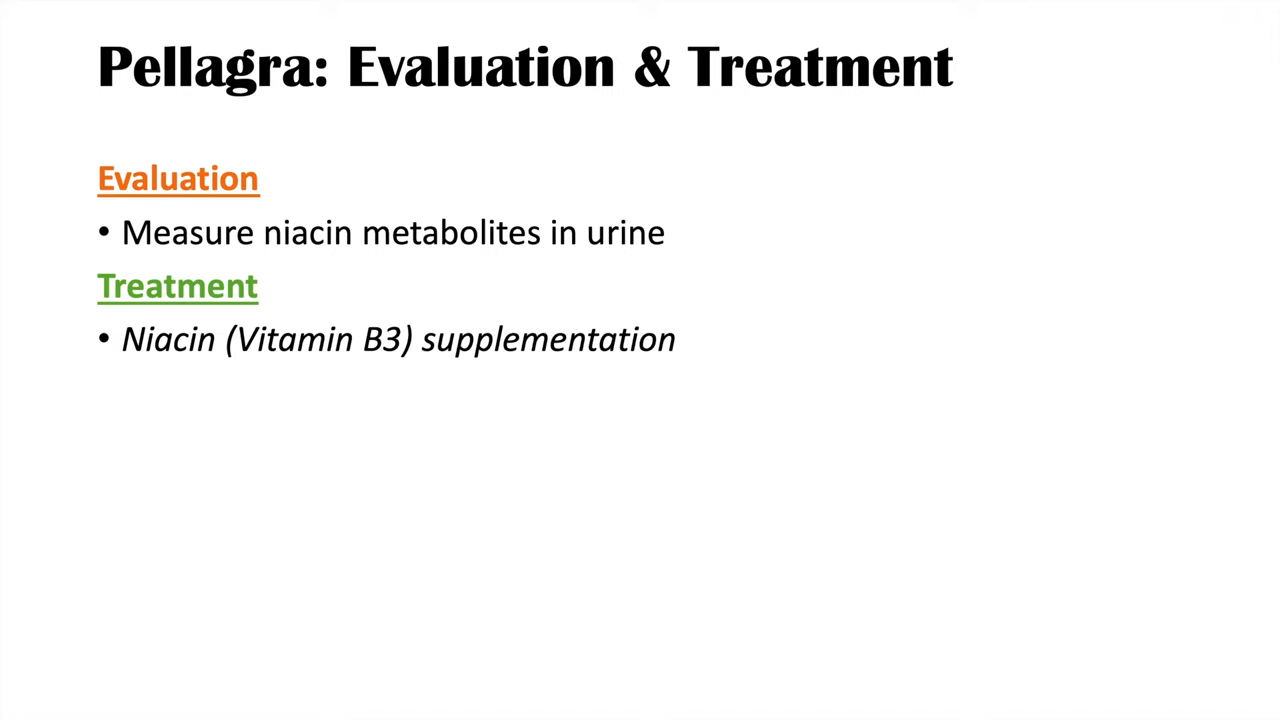 Pellagra: Evaluation & Treatment
Evaluation
• Measure niacin metabolites in urine
Treatment
• Niacin (Vitamin B3) supplementation